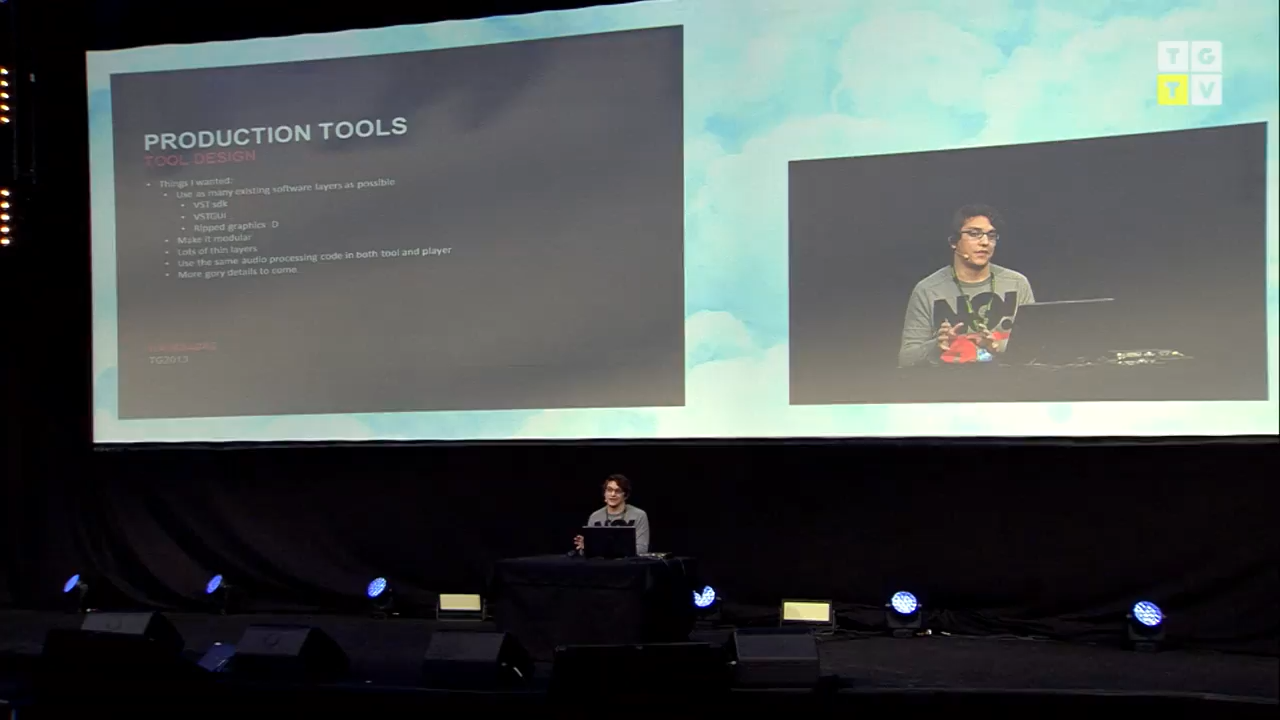 PRODUCTION TOOLS
TOOL DESIGN
• Things I wanted:
• Use as many existing software layers as possible
• VST sdk
• VSTGUI
• Ripped graphics :D
• Make it modular
• Lots of thin layers
• Use the same audio processing code in both tool and player
• More gory details to come
TG2013
T G
T V
NO!